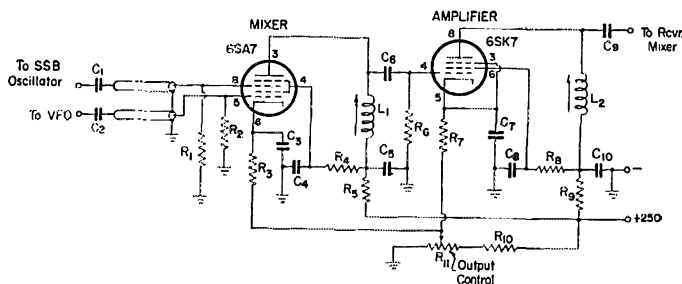 MIXER
AMPLIFIER
6SA7
6SK7
To Rcvr.
Mixer
To SSB
Oscillator
To VFO
C1
C2
8
5
3
4
6
R1
R2
R3
C3
C4
R4
L1
C5
R5
C6
R6
4
8
3
6
5
R7
C7
C8
R8
C9
L2
C10
R9
–
+250
R10
R11
Output
Control